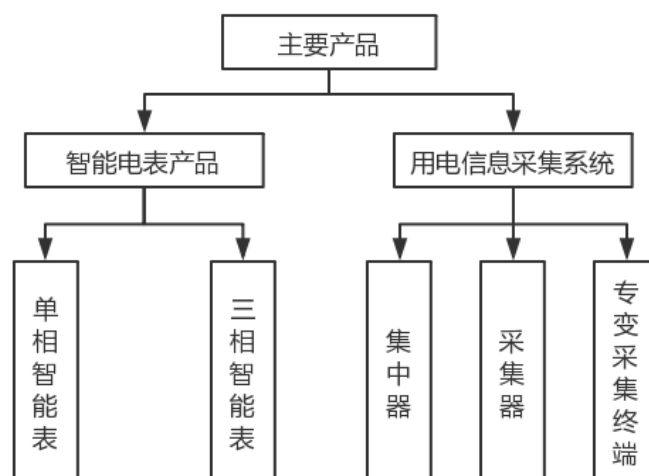 主要产品
智能电表产品
用电信息采集系统
单相智能表
三相智能表
集中器
采集器
专变采集终端